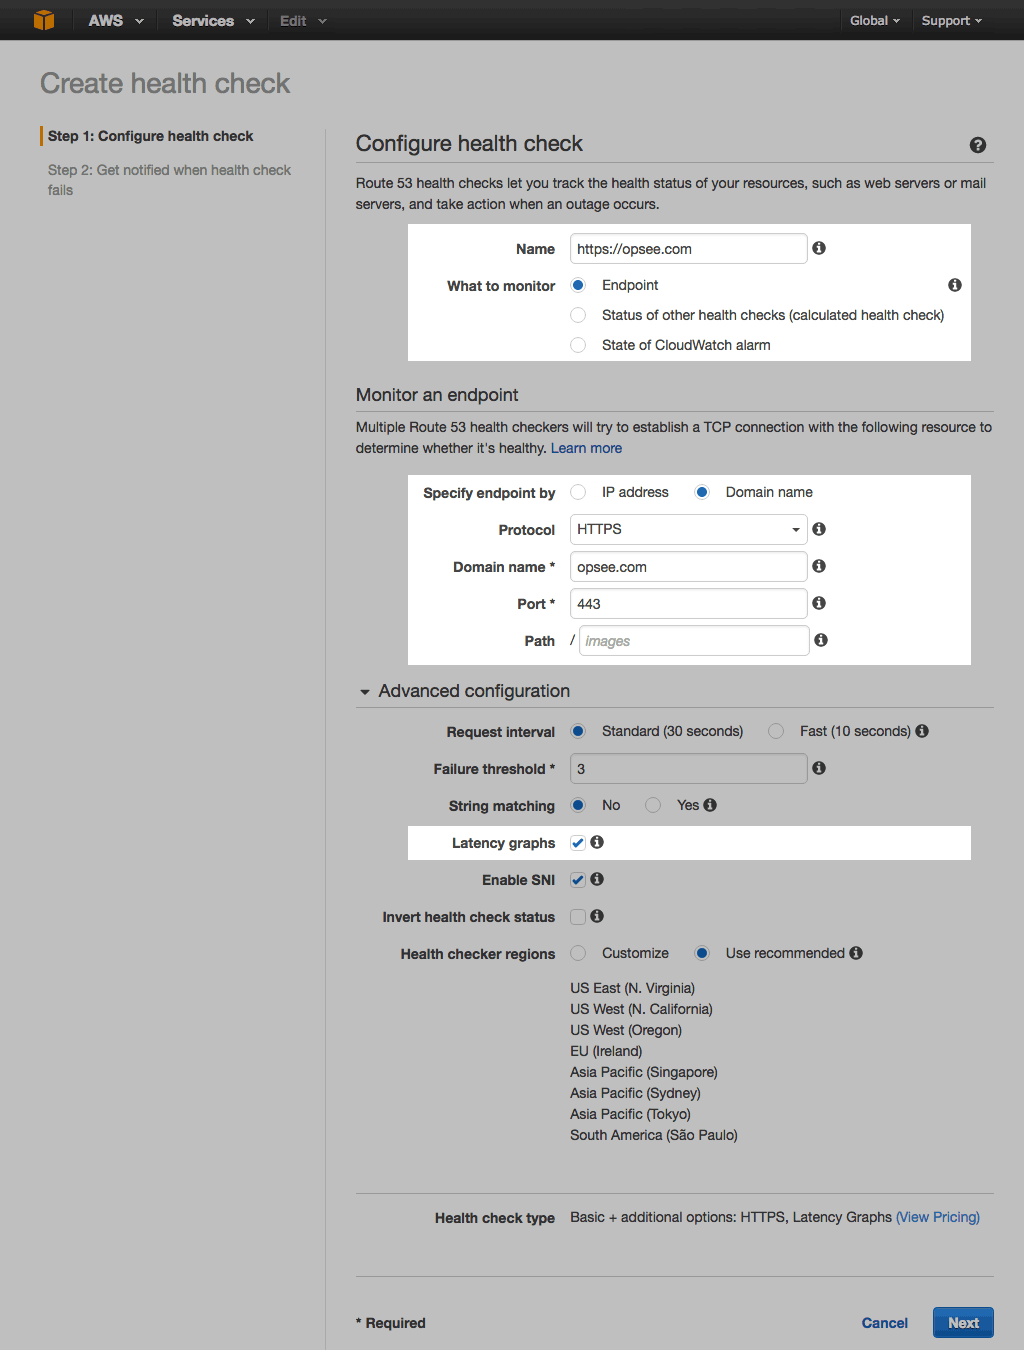 AWS Services Edit Global Support
Create health check
Step 1: Configure health check
Step 2: Get notified when health check
fails
Configure health check
Route 53 health checks let you track the health status of your resources, such as web servers or mail
servers, and take action when an outage occurs.
Name https://opsee.com
What to monitor Endpoint
Status of other health checks (calculated health check)
State of CloudWatch alarm
Monitor an endpoint
Multiple Route 53 health checkers will try to establish a TCP connection with the following resource to
determine whether it's healthy. Learn more
Specify endpoint by IP address Domain name
Protocol HTTPS
Domain name * opsee.com
Port * 443
Path / images
Advanced configuration
Request interval Standard (30 seconds) Fast (10 seconds)
Failure threshold * 3
String matching No Yes
Latency graphs
Enable SNI
Invert health check status
Health checker regions Customize Use recommended
US East (N. Virginia)
US West (N. California)
US West (Oregon)
EU (Ireland)
Asia Pacific (Singapore)
Asia Pacific (Sydney)
Asia Pacific (Tokyo)
South America (São Paulo)
Health check type Basic + additional options: HTTPS, Latency Graphs (View Pricing)
* Required Cancel Next